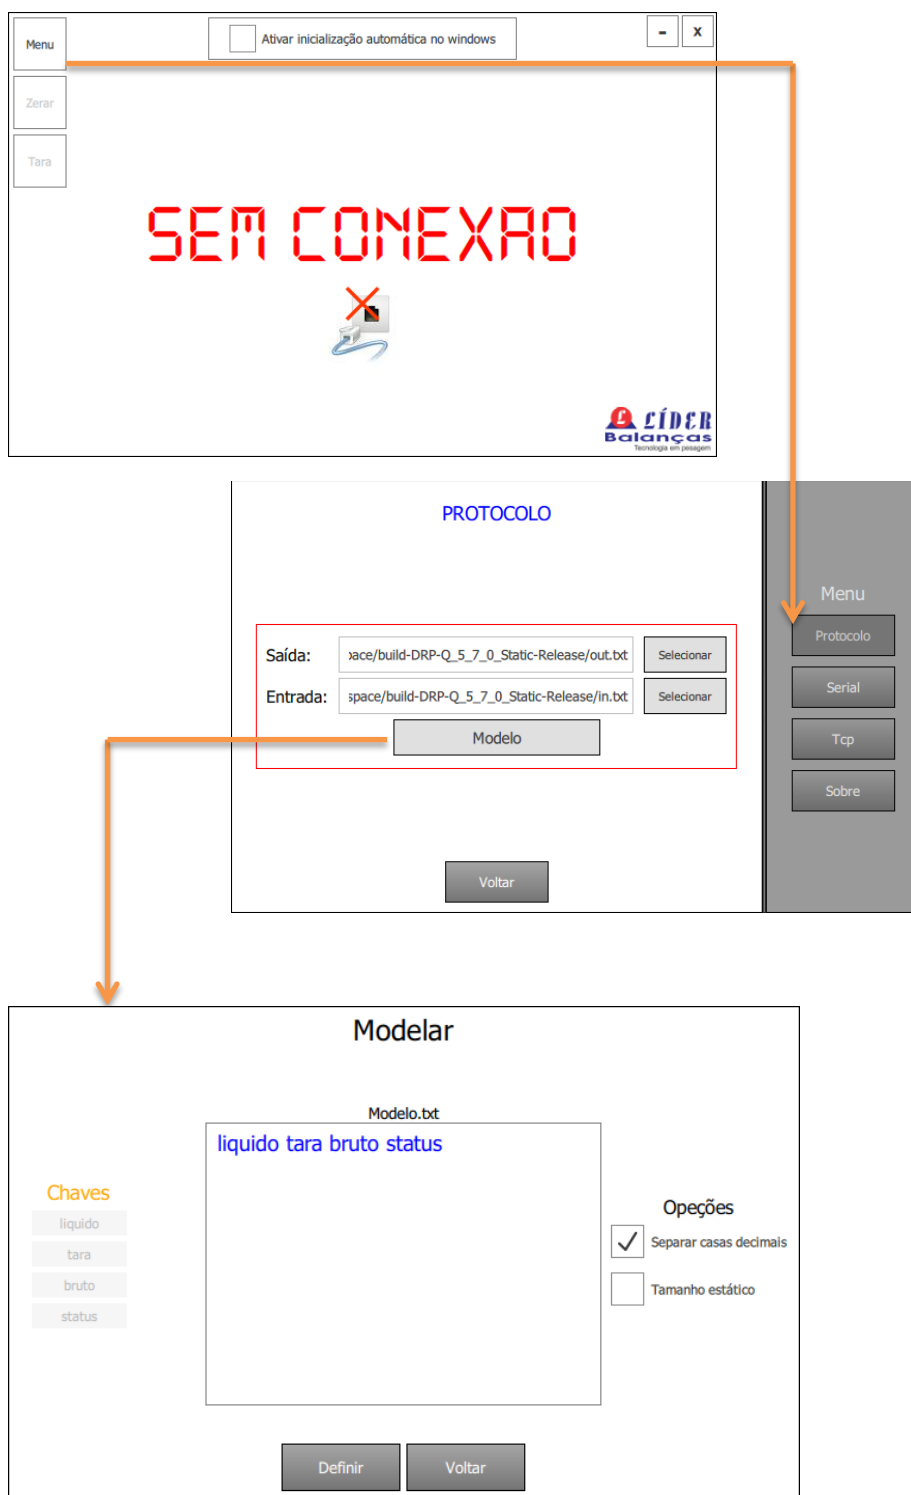 Menu
Ativar inicialização automática no windows
-
x
Zerar
Tara
SEM CONEXAO
L LÍDER
Balanças
Tecnologia em pesagem
PROTOCOLO
Menu
Protocolo
Saída:
pace/build-DRP-Q_5_7_0_Static-Release/out.txt
Selecionar
Entrada:
space/build-DRP-Q_5_7_0_Static-Release/in.txt
Selecionar
Serial
Modelo
Tcp
Sobre
Voltar
Modelar
Modelo.txt
liquido tara bruto status
Chaves
liquido
tara
bruto
status
Opeções
Separar casas decimais
Tamanho estático
Definir
Voltar